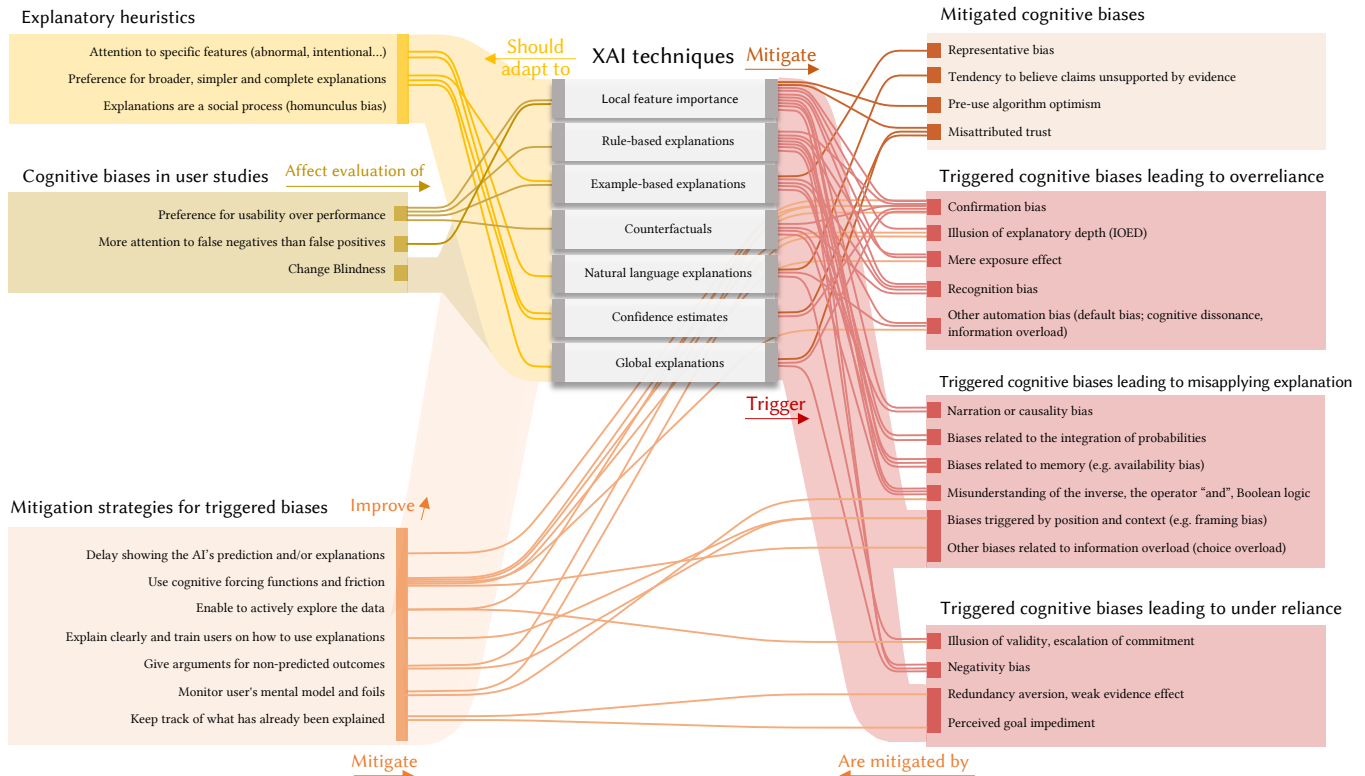 Explanatory heuristics
Attention to specific features (abnormal, intentional...)
Preference for broader, simpler and complete explanations
Explanations are a social process (homunculus bias)
Cognitive biases in user studies
Affect evaluation of
Preference for usability over performance
More attention to false negatives than false positives
Change Blindness
Mitigation strategies for triggered biases
Improve
Delay showing the AI's prediction and/or explanations
Use cognitive forcing functions and friction
Enable to actively explore the data
Explain clearly and train users on how to use explanations
Give arguments for non-predicted outcomes
Monitor user's mental model and foils
Keep track of what has already been explained
Mitigate
Should
adapt to
XAI techniques
Mitigate
Local feature importance
Rule-based explanations
Example-based explanations
Counterfactuals
Natural language explanations
Confidence estimates
Global explanations
Trigger
Mitigated cognitive biases
Representative bias
Tendency to believe claims unsupported by evidence
Pre-use algorithm optimism
Misattributed trust
Triggered cognitive biases leading to overreliance
Confirmation bias
Illusion of explanatory depth (IOED)
Mere exposure effect
Recognition bias
Other automation bias (default bias; cognitive dissonance,
information overload)
Triggered cognitive biases leading to misapplying explanation
Narration or causality bias
Biases related to the integration of probabilities
Biases related to memory (e.g. availability bias)
Misunderstanding of the inverse, the operator “and”, Boolean logic
Biases triggered by position and context (e.g. framing bias)
Other biases related to information overload (choice overload)
Triggered cognitive biases leading to under reliance
Illusion of validity, escalation of commitment
Negativity bias
Redundancy aversion, weak evidence effect
Perceived goal impediment
Are mitigated by